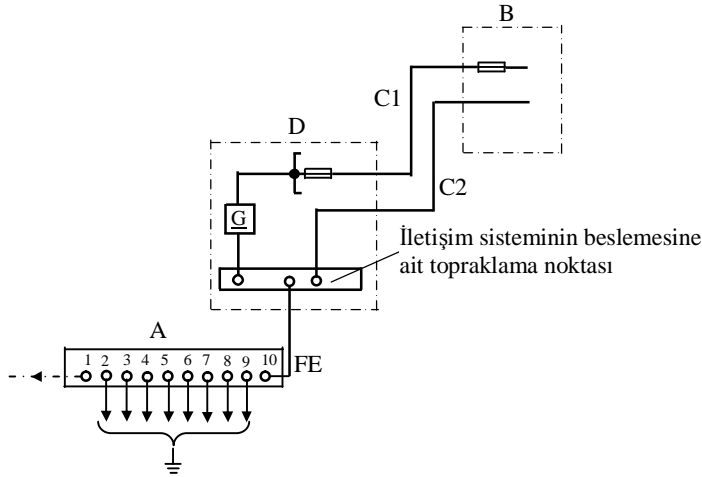 B
C1
D
C2
G
İletişim sisteminin beslemesine
ait topraklama noktası
A
1 2 3 4 5 6 7 8 9 10
FE